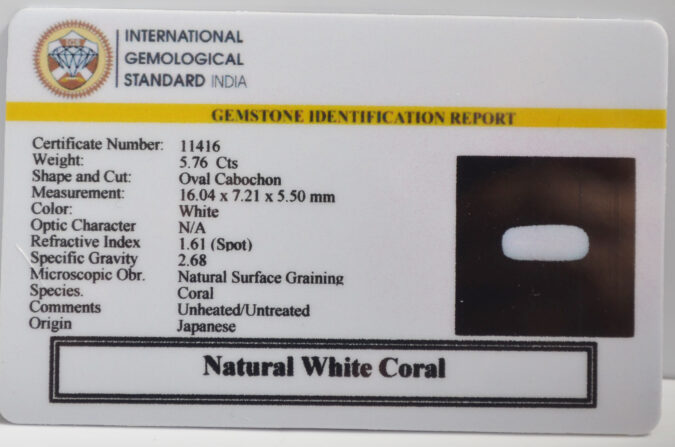 INTERNATIONAL
GEMOLOGICAL
STANDARD INDIA
GEMSTONE IDENTIFICATION REPORT
Certificate Number: 11416
Weight: 5.76 Cts
Shape and Cut: Oval Cabochon
Measurement: 16.04 x 7.21 x 5.50 mm
Color: White
Optic Character N/A
Refractive Index 1.61 (Spot)
Specific Gravity 2.68
Microscopic Obr. Natural Surface Graining
Species. Coral
Comments Unheated/Untreated
Origin Japanese
Natural White Coral